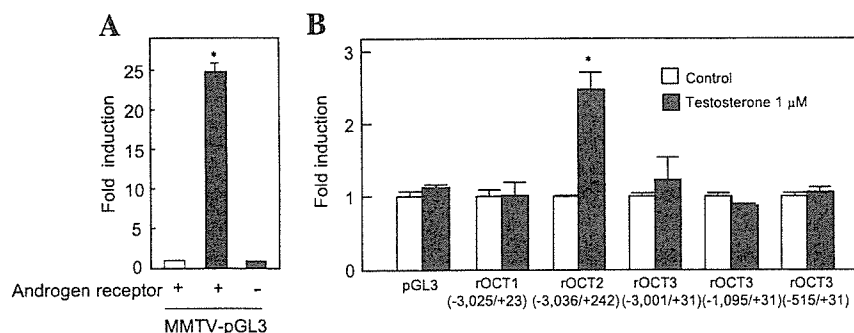 A
Fold induction
25
20
15
10
5
0
*
Androgen receptor + + -
MMTV-pGL3
B
Fold induction
3
2
1
0
*
Control
Testosterone 1 μM
pGL3 rOCT1 rOCT2 rOCT3 rOCT3 rOCT3
(-3,025/+23) (-3,036/+242) (-3,001/+31) (-1,095/+31) (-515/+31)